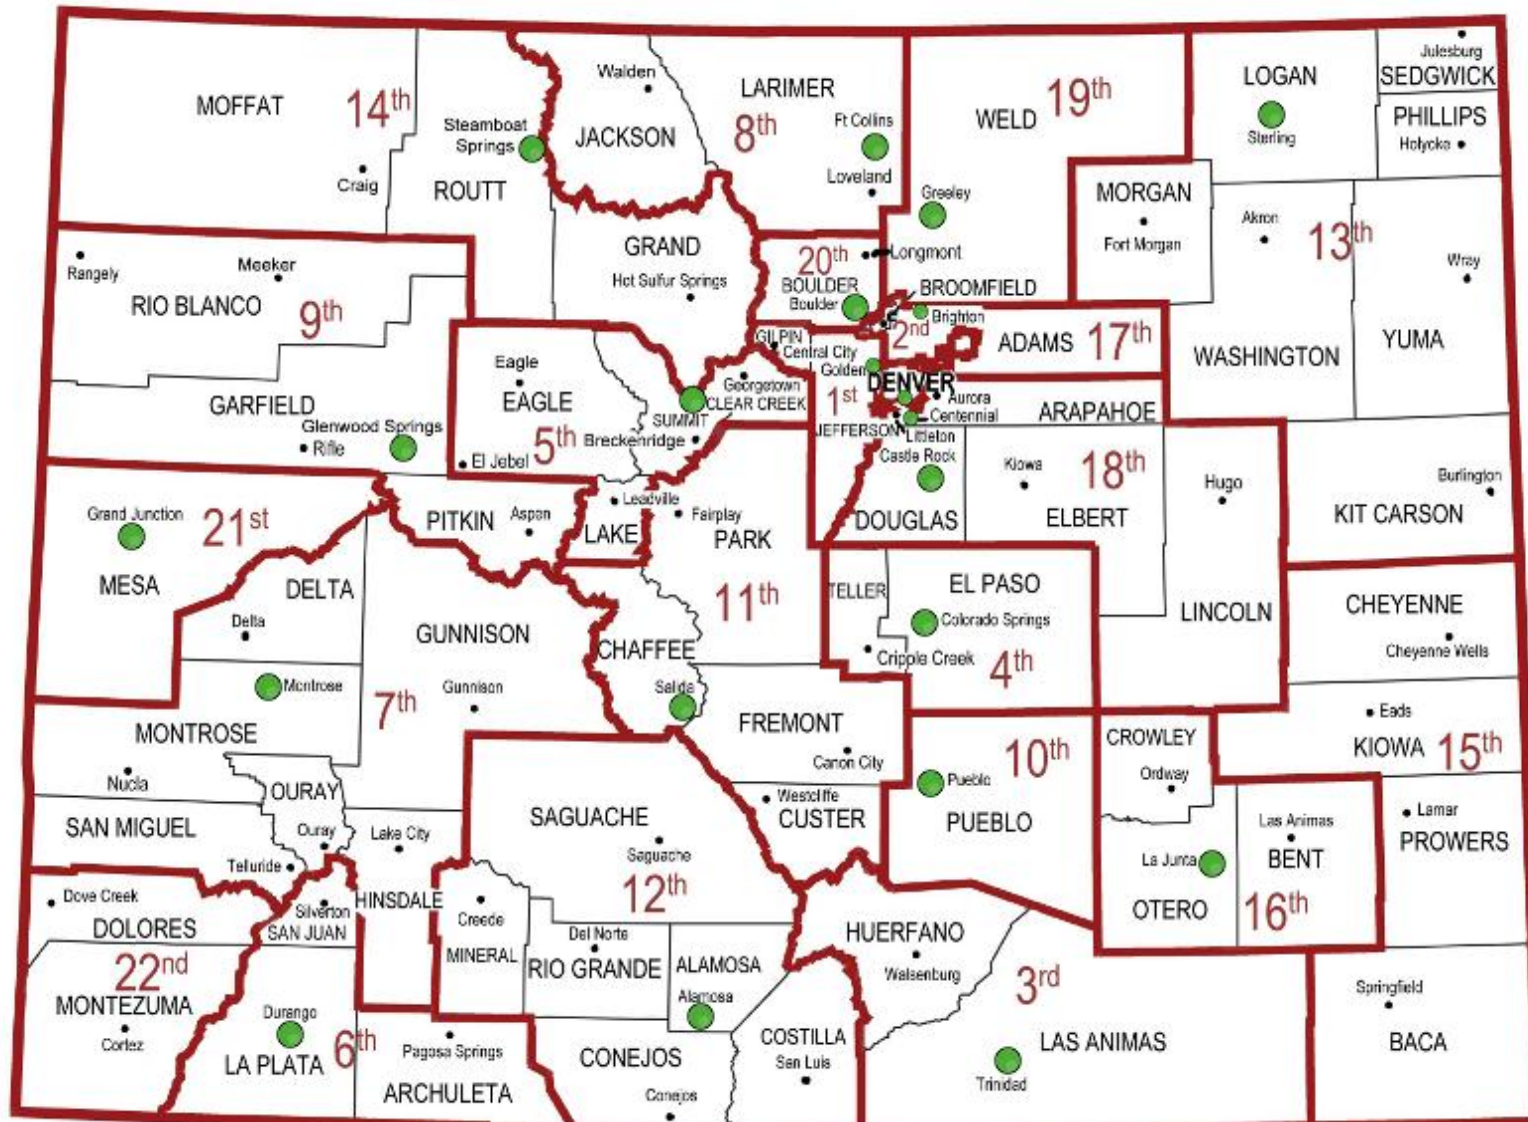 MOFFAT
14th
Craig
Steamboat
Springs
ROUTT
Walden
JACKSON
LARIMER
8th
Ft Collins
Loveland
WELD
19th
Greeley
LOGAN
Sterling
Julesburg
SEDGWICK
PHILLIPS
Holycke
MORGAN
Fort Morgan
Akron
13th
Wray
WASHINGTON
YUMA
Rangely
Meeker
RIO BLANCO
9th
GRAND
Hot Sulfur Springs
20th
Longmont
BOULDER
Boulder
BROOMFIELD
Brighton
2nd
ADAMS
17th
GILPIN
Central City
Golden
DENVER
Georgetown
CLEAR CREEK
1st
Aurora
Centennial
ARAPAHOE
JEFFERSON
Littleton
Castle Rock
Eagle
EAGLE
5th
El Jebel
SUMMIT
Breckenridge
GARFIELD
Glenwood Springs
Rifle
Kiowa
18th
ELBERT
DOUGLAS
Hugo
LINCOLN
Burlington
KIT CARSON
Grand Junction
21st
MESA
PITKIN
Aspen
Leadville
LAKE
Fairplay
PARK
11th
DELTA
Delta
GUNNISON
Gunnison
7th
CHAFFEE
Salida
TELLER
Cripple Creek
EL PASO
Colorado Springs
4th
CHEYENNE
Cheyenne Wells
Montrose
MONTROSE
Nucla
OURAY
Ouray
SAN MIGUEL
Telluride
Lake City
HINSDALE
FREMONT
Canon City
Westcliffe
CUSTER
10th
Pueblo
PUEBLO
CROWLEY
Ordway
Eads
KIOWA
15th
Lamar
PROWERS
La Junta
OTERO
Las Animas
BENT
16th
SAGUACHE
Saguache
12th
Dove Creek
DOLORES
22nd
MONTEZUMA
Cortez
Silverton
SAN JUAN
Durango
LA PLATA
6th
Pagosa Springs
ARCHULETA
Creede
MINERAL
Del Norte
RIO GRANDE
ALAMOSA
Alamosa
CONEJOS
Conejos
COSTILLA
San Luis
HUERFANO
Walsenburg
3rd
LAS ANIMAS
Trinidad
Springfield
BACA